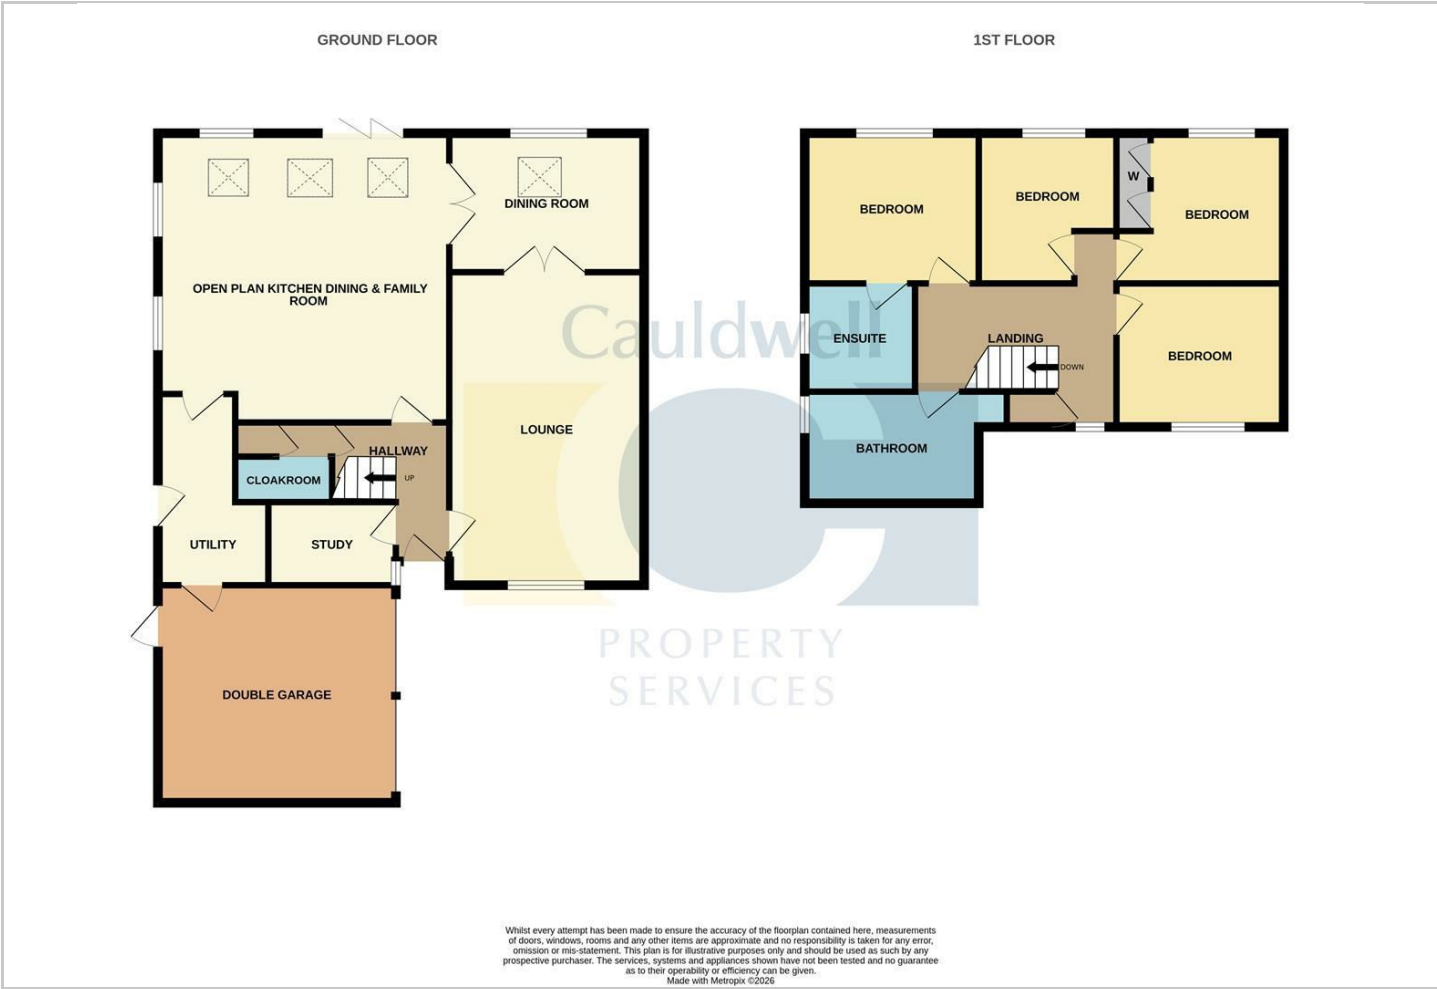 GROUND FLOOR
1ST FLOOR
DINING ROOM
OPEN PLAN KITCHEN DINING & FAMILY
ROOM
LOUNGE
HALLWAY
UP
CLOAKROOM
UTILITY
STUDY
DOUBLE GARAGE
BEDROOM
BEDROOM
W
BEDROOM
ENSUITE
LANDING
DOWN
BEDROOM
BATHROOM
Cauldwell
PROPERTY
SERVICES
Whilst every attempt has been made to ensure the accuracy of the floorplan contained here, measurements
of doors, windows, rooms and any other items are approximate and no responsibility is taken for any error,
omission or mis-statement. This plan is for illustrative purposes only and should be used as such by any
prospective purchaser. The services, systems and appliances shown have not been tested and no guarantee
as to their operability or efficiency can be given.
Made with Metropix ©2026